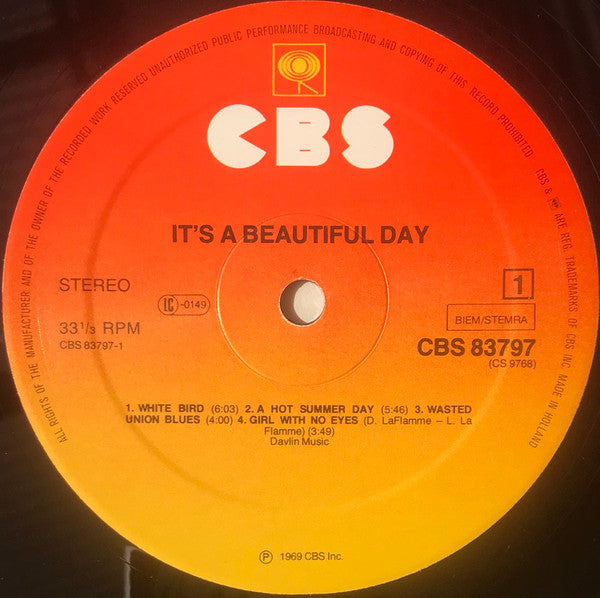 ALL RIGHTS OF THE MANUFACTURER AND OF THE OWNER OF THE RECORDED WORK RESERVED UNAUTHORIZED PUBLIC PERFORMANCE BROADCASTING AND COPYING OF THIS RECORD PROHIBITED
CBS & ARE REG. TRADEMARKS OF CBS INC. MADE IN HOLLAND
CBS
IT'S A BEAUTIFUL DAY
STEREO
LC -0149
1
33 1/3 RPM
BIEM/STEMRA
CBS 83797-1
CBS 83797
(CS 9768)
1. WHITE BIRD (6:03) 2. A HOT SUMMER DAY (5:46) 3. WASTED
UNION BLUES (4:00) 4. GIRL WITH NO EYES (D. LaFlamme – L. La
Flamme) (3:49)
Davlin Music
℗ 1969 CBS Inc.